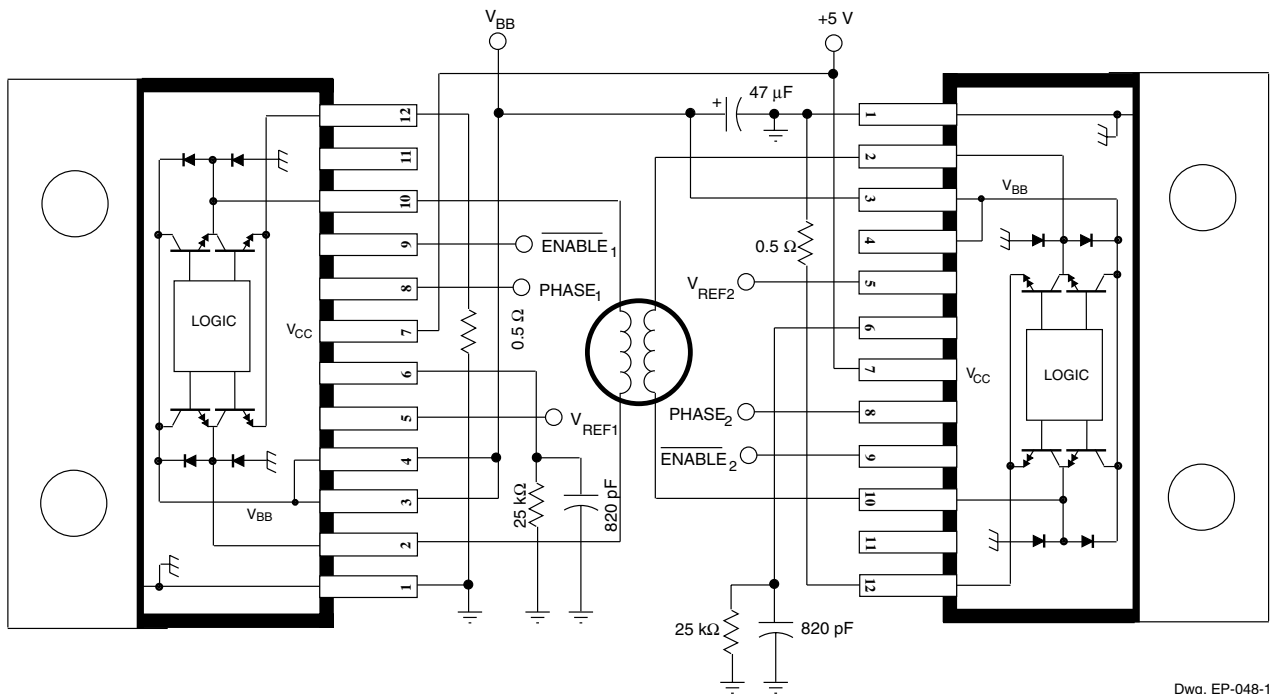 V_BB
+5 V
47 µF
+
12
11
10
9
8
7
6
5
4
3
2
1
ENABLE_1
PHASE_1
V_CC
LOGIC
V_REF1
V_BB
0.5 Ω
25 kΩ
820 pF
1
2
3
4
5
6
7
8
9
10
11
12
V_BB
0.5 Ω
V_REF2
V_CC
LOGIC
PHASE_2
ENABLE_2
25 kΩ
820 pF
Dwg. EP-048-1